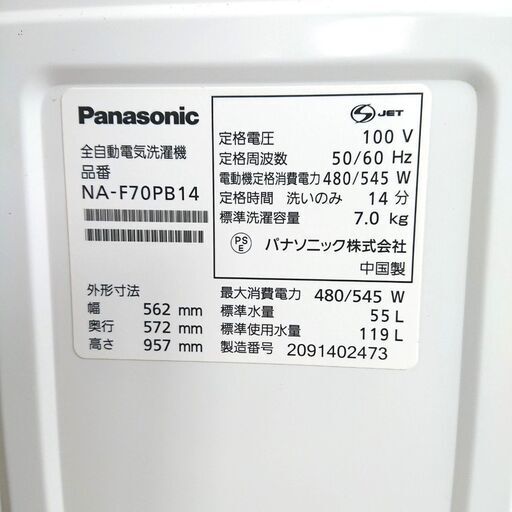 Panasonic
全自動電気洗濯機
品番
NA-F70PB14
外形寸法
幅 562 mm
奥行 572 mm
高さ 957 mm
S JET
定格電圧 100 V
定格周波数 50/60 Hz
電動機定格消費電力 480/545 W
定格時間 洗いのみ 14 分
標準洗濯容量 7.0 kg
PS E パナソニック株式会社
中国製
最大消費電力 480/545 W
標準水量 55 L
標準使用水量 119 L
製造番号 2091402473